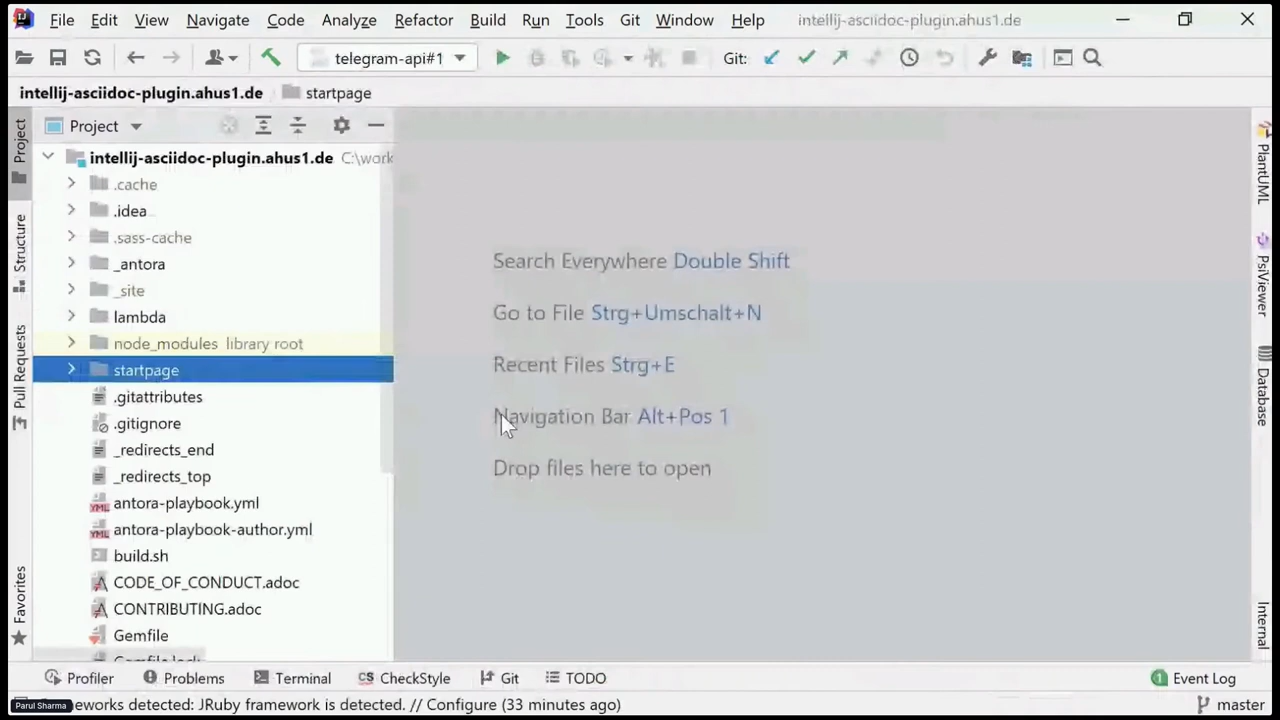 File Edit View Navigate Code Analyze Refactor Build Run Tools Git Window Help intellij-asciidoc-plugin.ahus1.de
telegram-api#1 Git:
intellij-asciidoc-plugin.ahus1.de startpage
Project
intellij-asciidoc-plugin.ahus1.de C:\work
.cache
.idea
.sass-cache
_antora
_site
lambda
node_modules library root
startpage
.gitattributes
.gitignore
_redirects_end
_redirects_top
antora-playbook.yml
antora-playbook-author.yml
build.sh
CODE_OF_CONDUCT.adoc
CONTRIBUTING.adoc
Gemfile
Gemfile.lock
Project
Structure
Pull Requests
Favorites
Search Everywhere Double Shift
Go to File Strg+Umschalt+N
Recent Files Strg+E
Navigation Bar Alt+Pos 1
Drop files here to open
PlantUML
PsiViewer
Database
Internal
Profiler Problems Terminal CS CheckStyle Git TODO 1 Event Log
Parul Sharma
eworks detected: JRuby framework is detected. // Configure (33 minutes ago) master